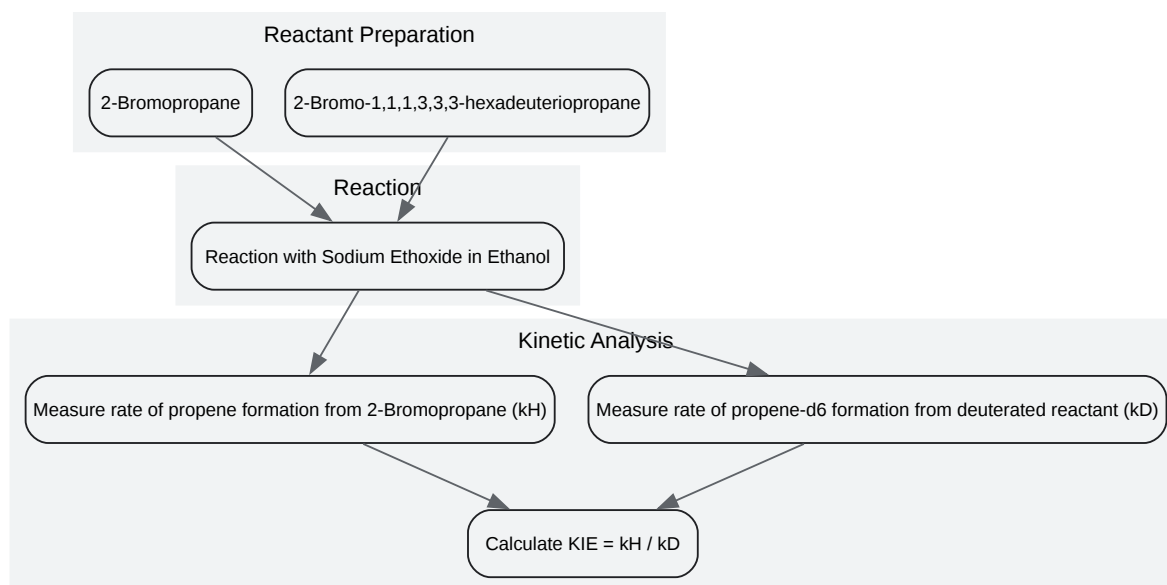 Reactant Preparation
2-Bromopropane
2-Bromo-1,1,1,3,3,3-hexadeuteriopropane
Reaction
Reaction with Sodium Ethoxide in Ethanol
Kinetic Analysis
Measure rate of propene formation from 2-Bromopropane (kH)
Measure rate of propene-d6 formation from deuterated reactant (kD)
Calculate KIE = kH / kD